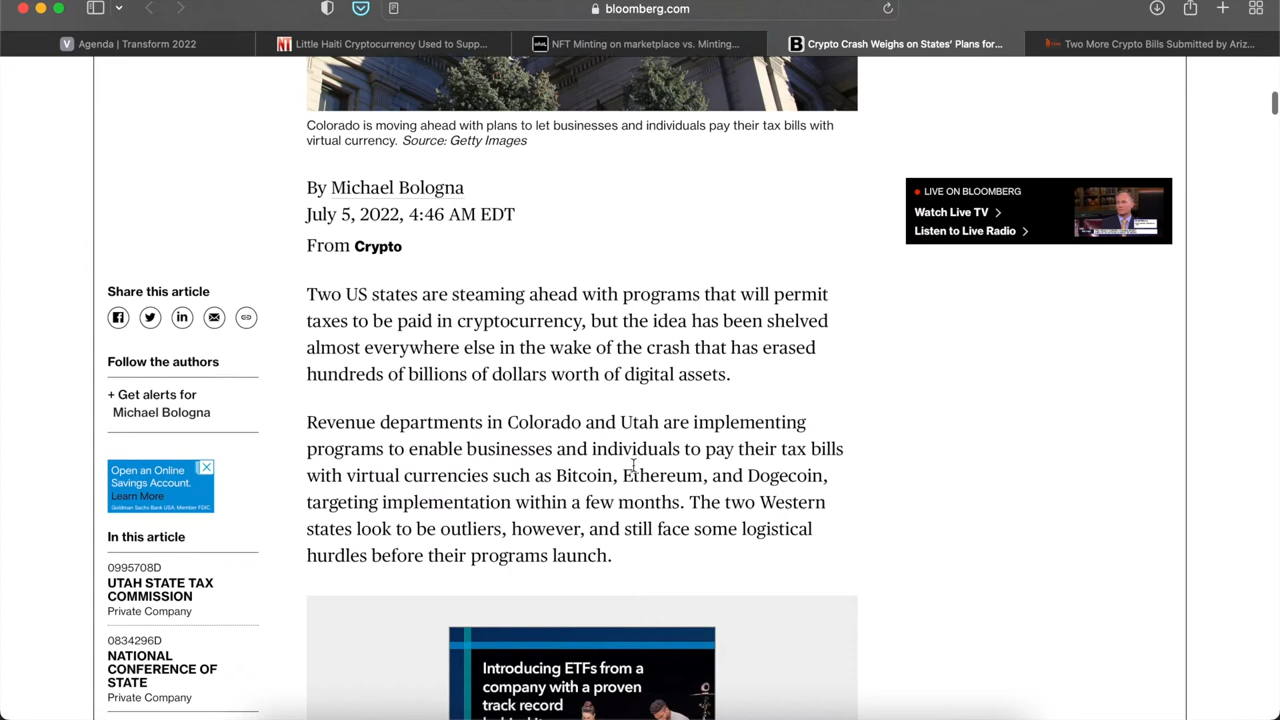 bloomberg.com
Agenda | Transform 2022
Little Haiti Cryptocurrency Used to Supp...
NFT Minting on marketplace vs. Minting...
Crypto Crash Weighs on States' Plans for...
Two More Crypto Bills Submitted by Ariz...
Colorado is moving ahead with plans to let businesses and individuals pay their tax bills with
virtual currency. Source: Getty Images
By Michael Bologna
July 5, 2022, 4:46 AM EDT
From Crypto
LIVE ON BLOOMBERG
Watch Live TV
Listen to Live Radio
Share this article
Follow the authors
+ Get alerts for
Michael Bologna
Open an Online
Savings Account.
Learn More
Goldman Sachs Bank USA. Member FDIC.
In this article
0995708D
UTAH STATE TAX
COMMISSION
Private Company
0834296D
NATIONAL
CONFERENCE OF
STATE
Private Company
Two US states are steaming ahead with programs that will permit
taxes to be paid in cryptocurrency, but the idea has been shelved
almost everywhere else in the wake of the crash that has erased
hundreds of billions of dollars worth of digital assets.
Revenue departments in Colorado and Utah are implementing
programs to enable businesses and individuals to pay their tax bills
with virtual currencies such as Bitcoin, Ethereum, and Dogecoin,
targeting implementation within a few months. The two Western
states look to be outliers, however, and still face some logistical
hurdles before their programs launch.
Introducing ETFs from a
company with a proven
track record